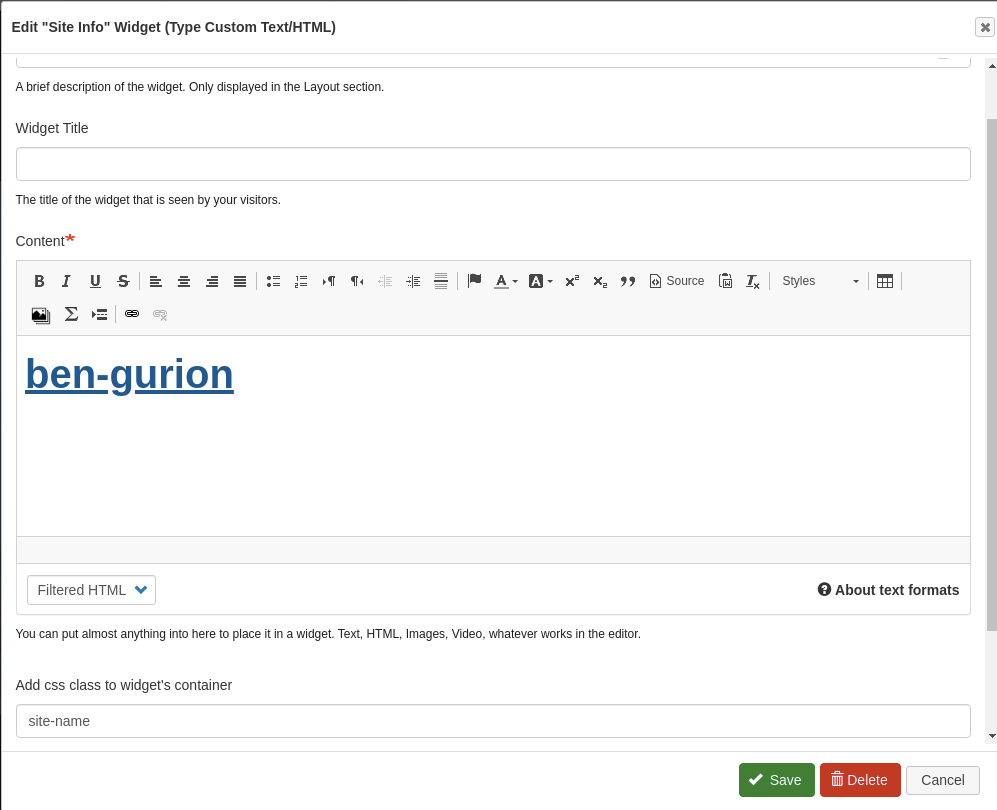 Edit "Site Info" Widget (Type Custom Text/HTML)
A brief description of the widget. Only displayed in the Layout section.
Widget Title
The title of the widget that is seen by your visitors.
Content*
B I U S A A x² x₂ Source Tx Styles
Σ
ben-gurion
Filtered HTML About text formats
You can put almost anything into here to place it in a widget. Text, HTML, Images, Video, whatever works in the editor.
Add css class to widget's container
site-name
Save Delete Cancel